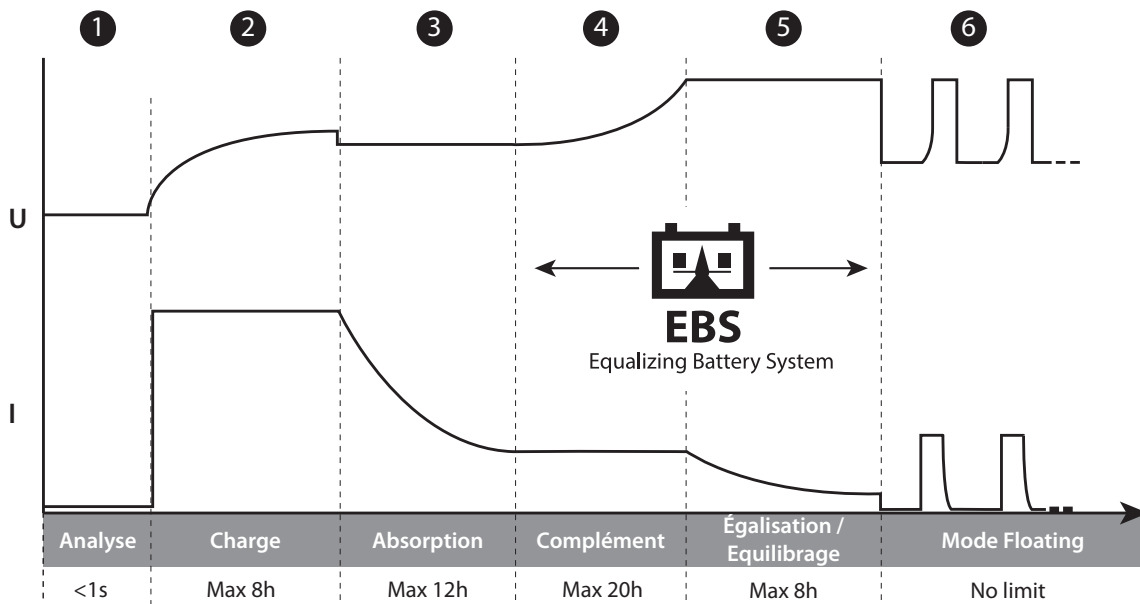 1 2 3 4 5 6
U
EBS
Equalizing Battery System
I
Analyse Charge Absorption Complément Égalisation / Equilibrage Mode Floating
<1s Max 8h Max 12h Max 20h Max 8h No limit